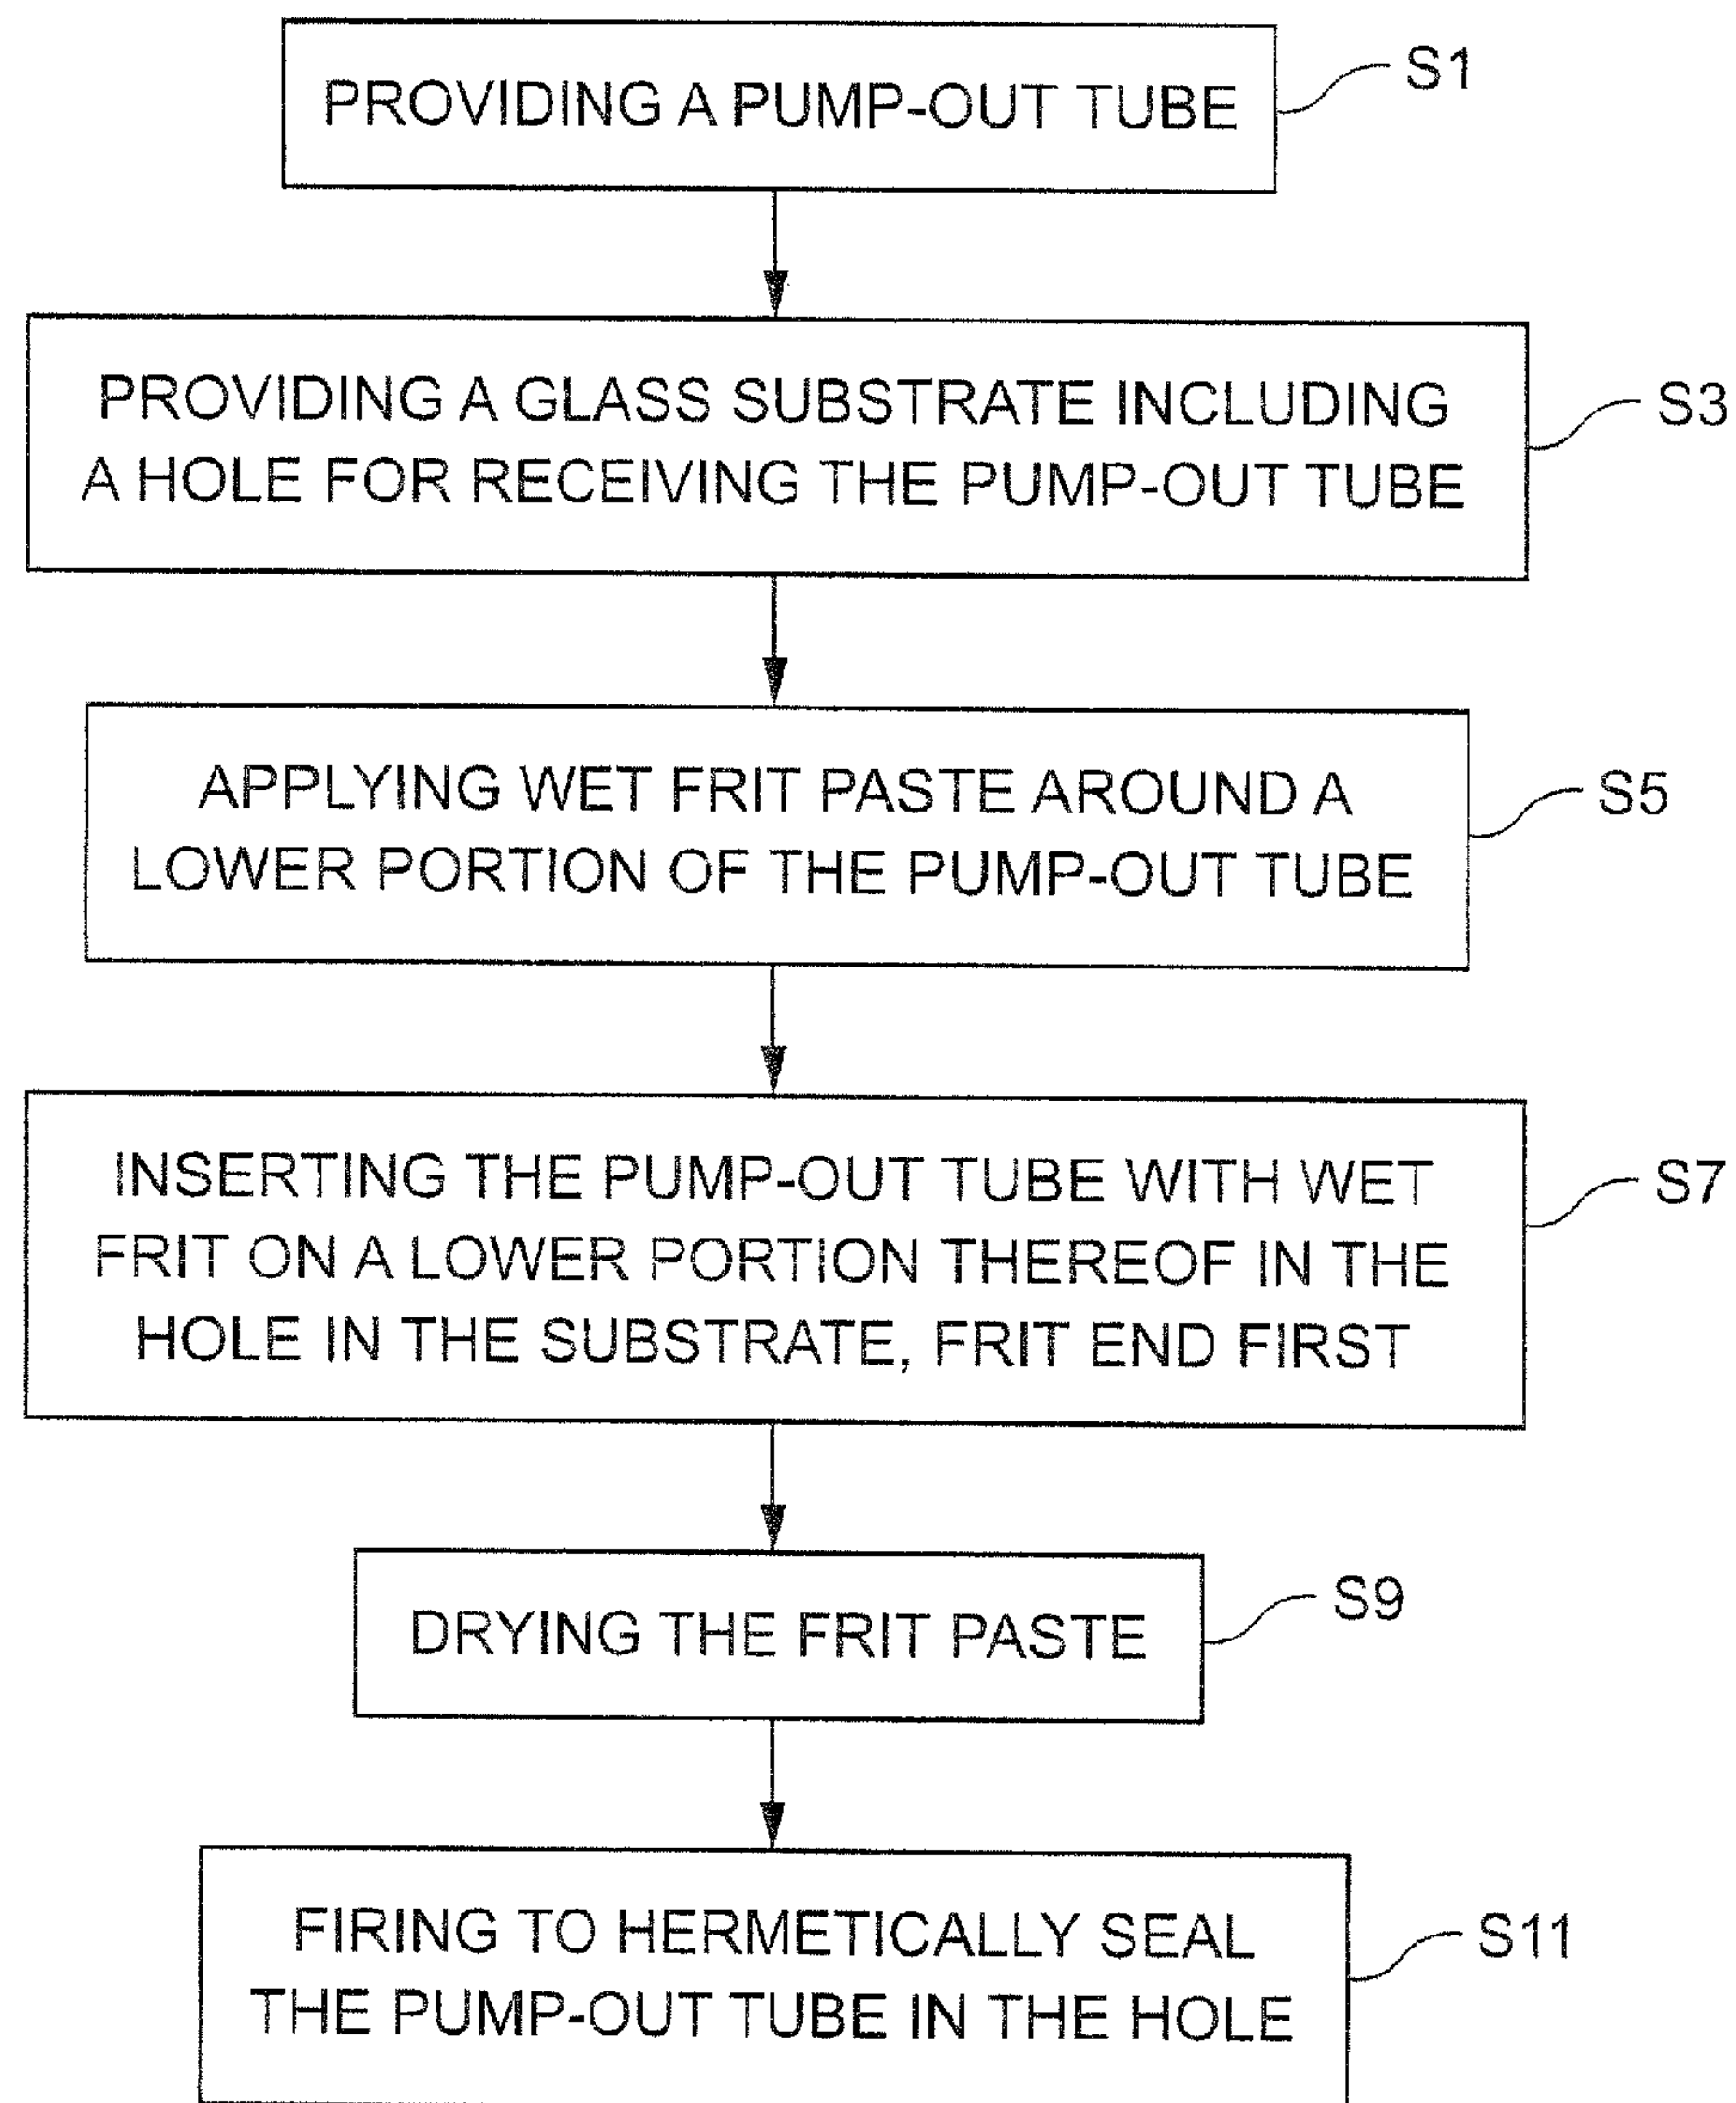 PROVIDING A PUMP-OUT TUBE
S1
PROVIDING A GLASS SUBSTRATE INCLUDING
A HOLE FOR RECEIVING THE PUMP-OUT TUBE
S3
APPLYING WET FRIT PASTE AROUND A
LOWER PORTION OF THE PUMP-OUT TUBE
S5
INSERTING THE PUMP-OUT TUBE WITH WET
FRIT ON A LOWER PORTION THEREOF IN THE
HOLE IN THE SUBSTRATE, FRIT END FIRST
S7
DRYING THE FRIT PASTE
S9
FIRING TO HERMETICALLY SEAL
THE PUMP-OUT TUBE IN THE HOLE
S11